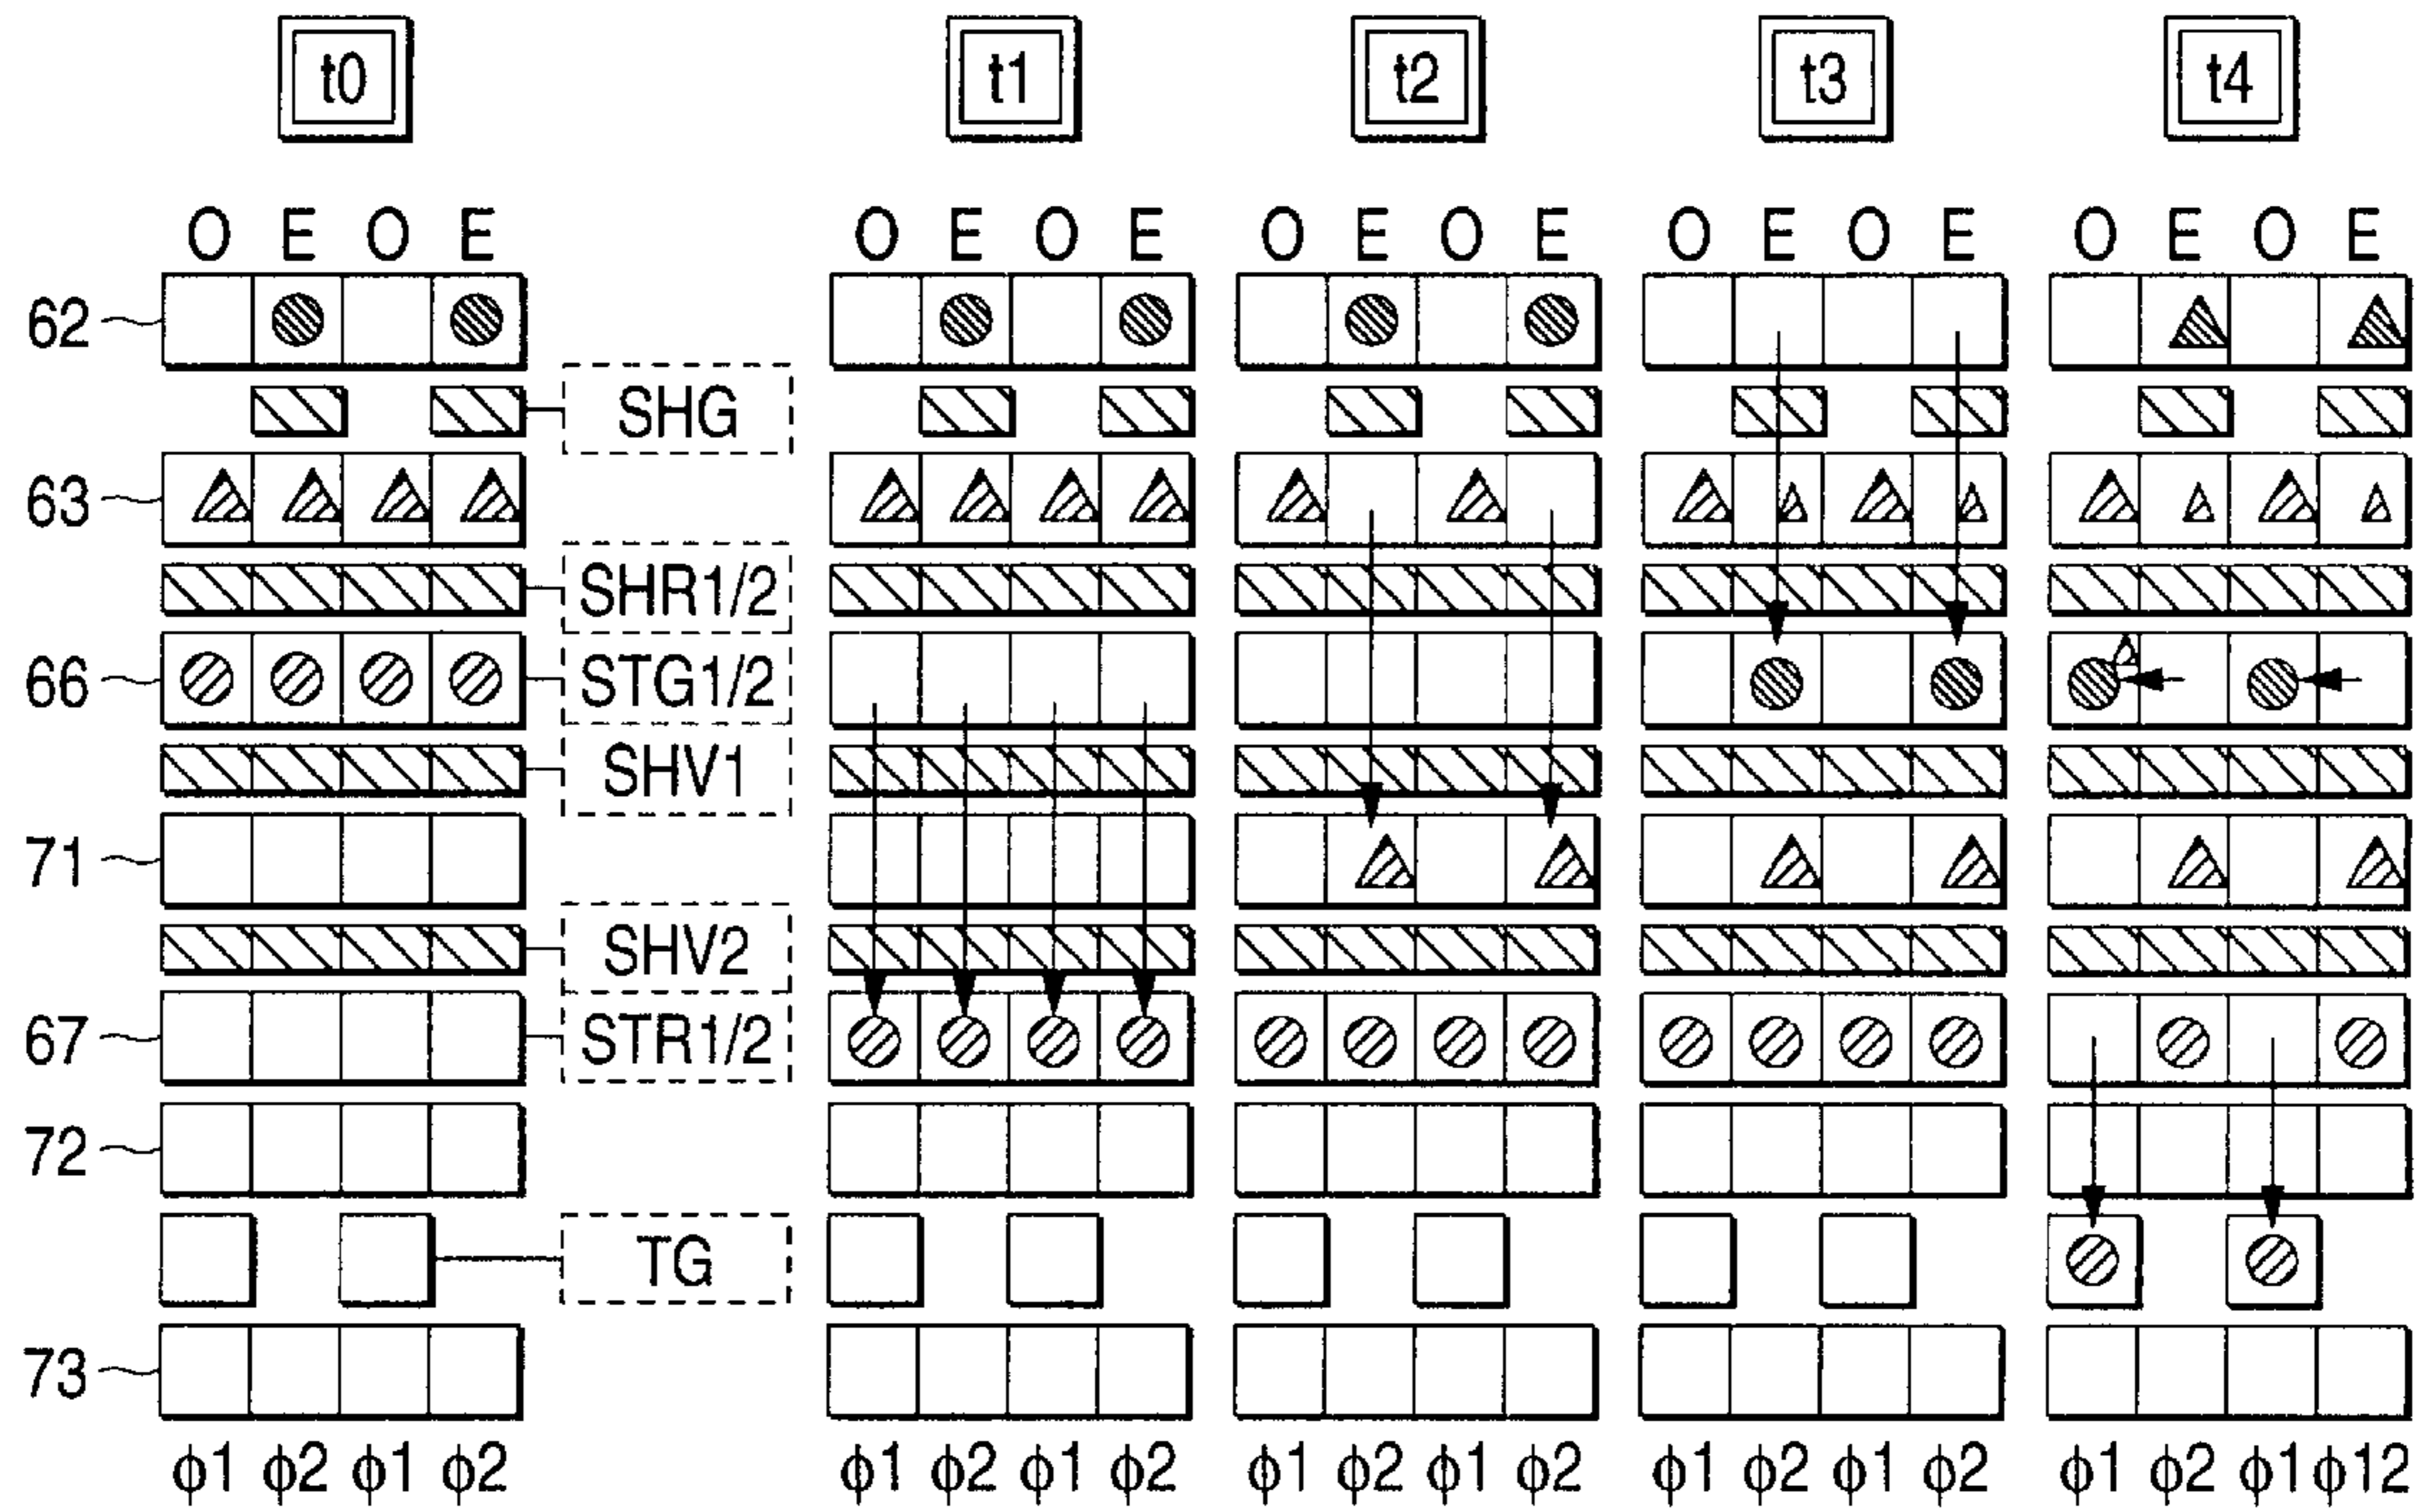 t0 t1 t2 t3 t4
O E O E O E O E O E O E O E O E O E O E
62
SHG
63
SHR1/2
66 STG1/2
SHV1
71
SHV2
67 STR1/2
72
TG
73
ϕ1 ϕ2 ϕ1 ϕ2 ϕ1 ϕ2 ϕ1 ϕ2 ϕ1 ϕ2 ϕ1 ϕ2 ϕ1 ϕ2 ϕ1 ϕ2 ϕ1 ϕ2 ϕ1 ϕ12